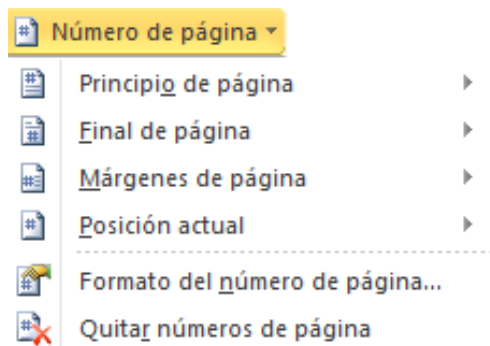 Número de página
Principio de página
Final de página
Márgenes de página
Posición actual
Formato del número de página...
Quitar números de página